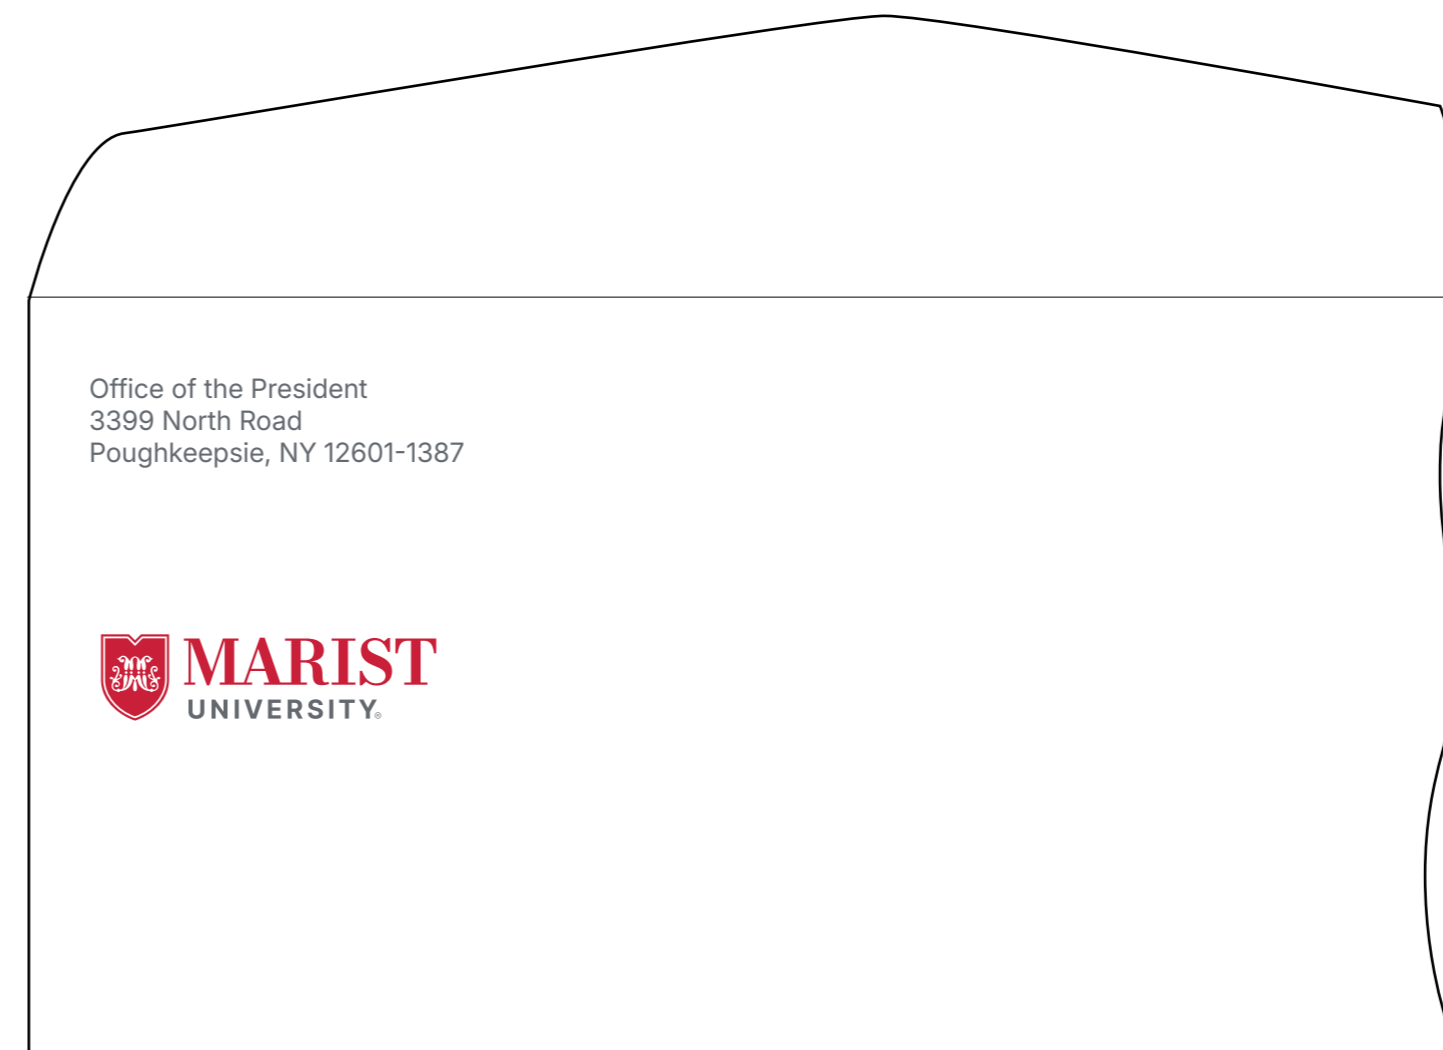 Office of the President
3399 North Road
Poughkeepsie, NY 12601-1387
MARIST
UNIVERSITY®